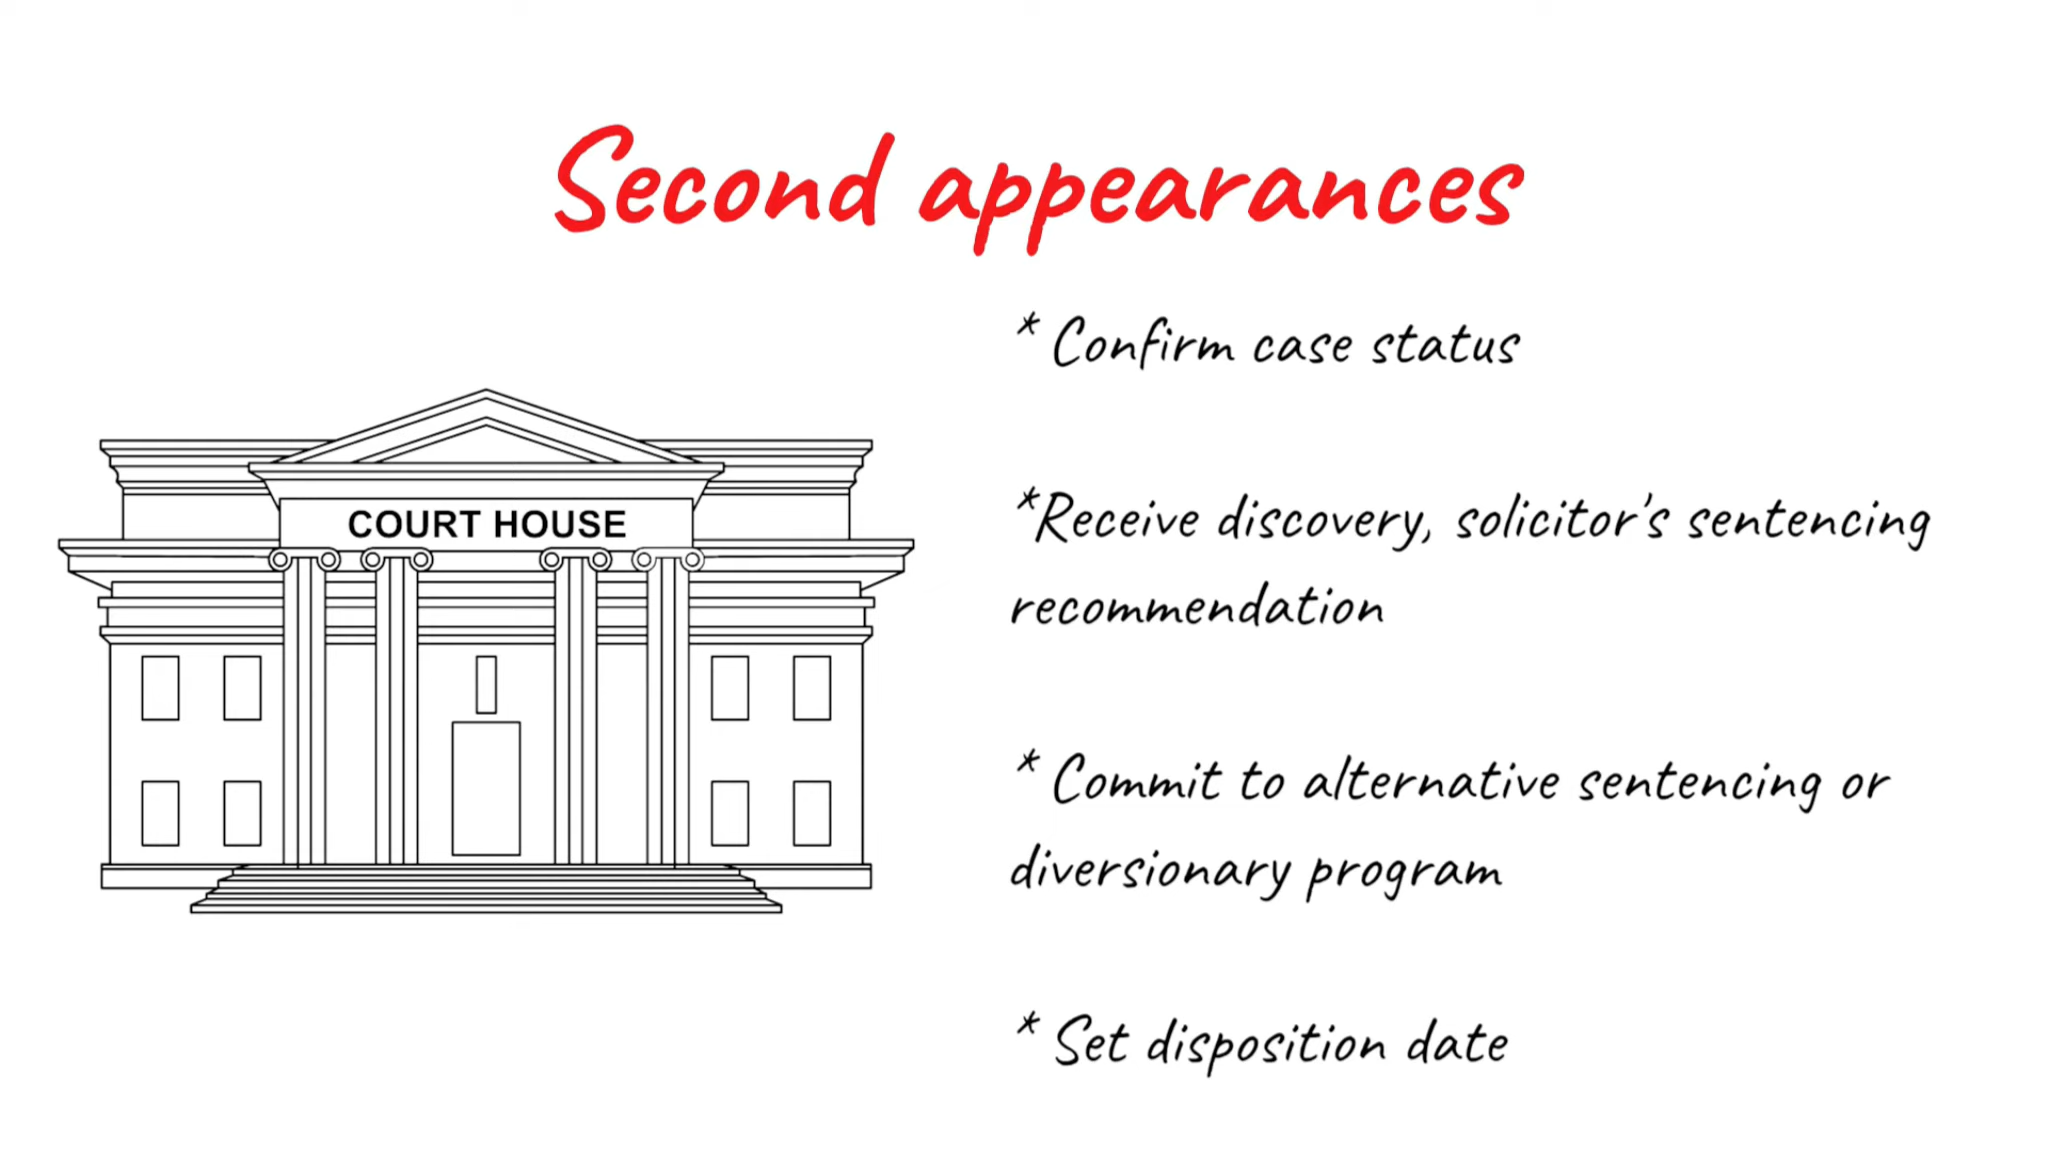 Second appearances
* Confirm case status
COURT HOUSE
*Receive discovery, solicitor's sentencing
recommendation
* Commit to alternative sentencing or
diversionary program
* Set disposition date